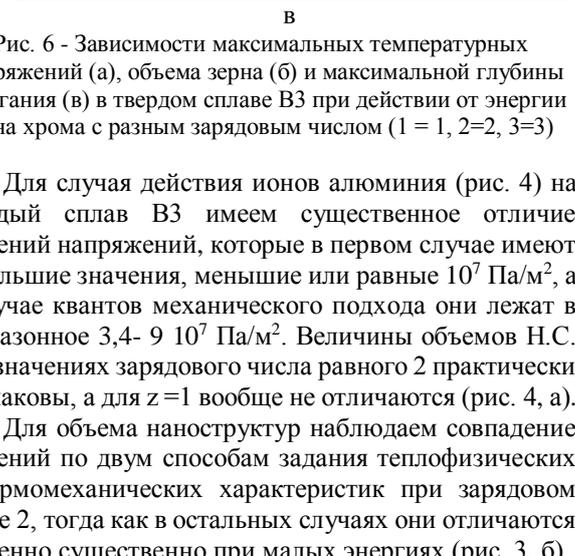 в
Рис. 6 - Зависимости максимальных температурных
ряжений (а), объема зерна (б) и максимальной глубины
гания (в) в твердом сплаве В3 при действии от энергии
на хрома с разным зарядовым числом (1 = 1, 2=2, 3=3)
Для случая действия ионов алюминия (рис. 4) на
дый сплав В3 имеем существенное отличие
ений напряжений, которые в первом случае имеют
льшие значения, меньшие или равные 10⁷ Па/м², а
учае квантов механического подхода они лежат в
азонное 3,4- 9 10⁷ Па/м². Величины объемов Н.С.
значениях зарядового числа равного 2 практически
аковы, а для z =1 вообще не отличаются (рис. 4, а).
Для объема наноструктур наблюдаем совпадение
ений по двум способам задания теплофизических
рмомеханических характеристик при зарядовом
е 2, тогда как в остальных случаях они отличаются
енно существенно при малых энергиях (рис. 3, б)